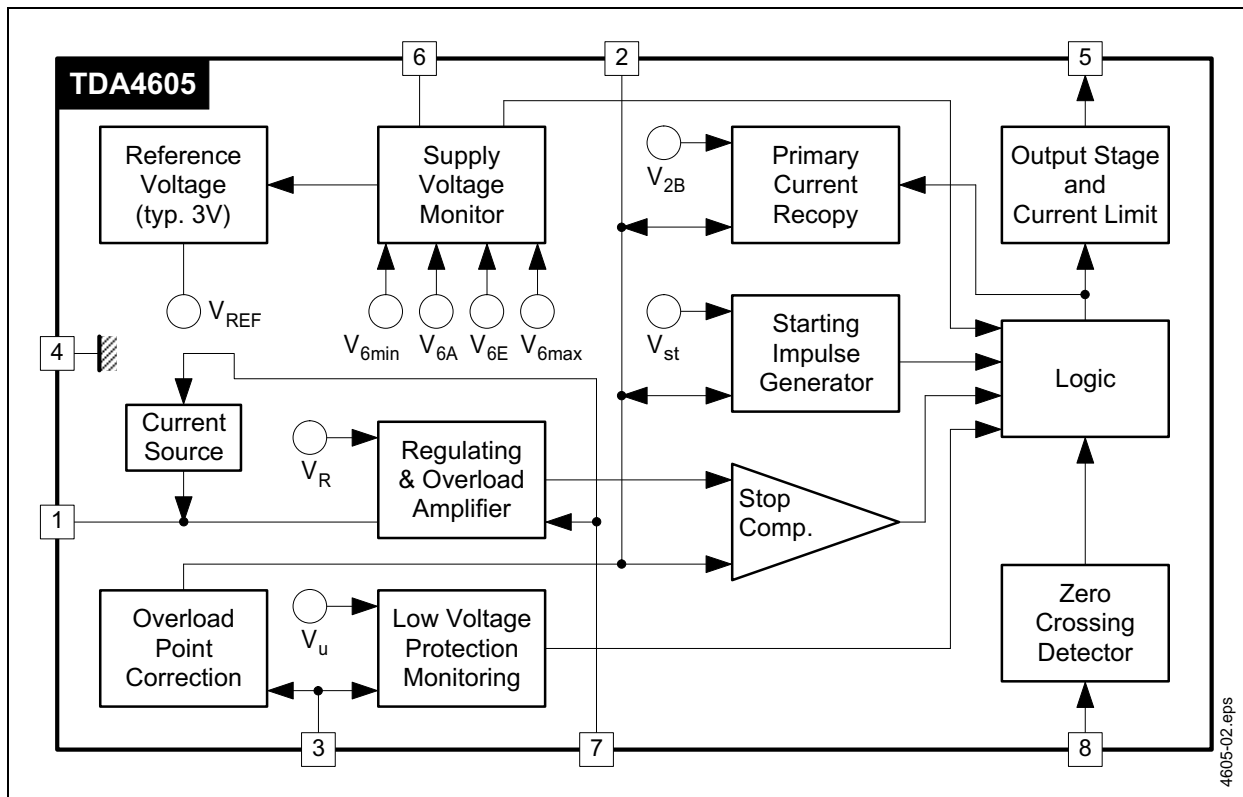 TDA4605
6
2
5
Reference
Voltage
(typ. 3V)
Supply
Voltage
Monitor
V2B
Primary
Current
Recopy
Output Stage
and
Current Limit
VREF
V6min
V6A
V6E
V6max
Vst
Starting
Impulse
Generator
Logic
4
Current
Source
VR
Regulating
& Overload
Amplifier
Stop
Comp.
1
Overload
Point
Correction
Vu
Low Voltage
Protection
Monitoring
Zero
Crossing
Detector
3
7
8
4605-02.eps